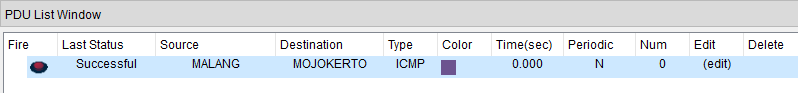 PDU List Window
Fire Last Status Source Destination Type Color Time(sec) Periodic Num Edit Delete
Successful MALANG MOJOKERTO ICMP 0.000 N 0 (edit)